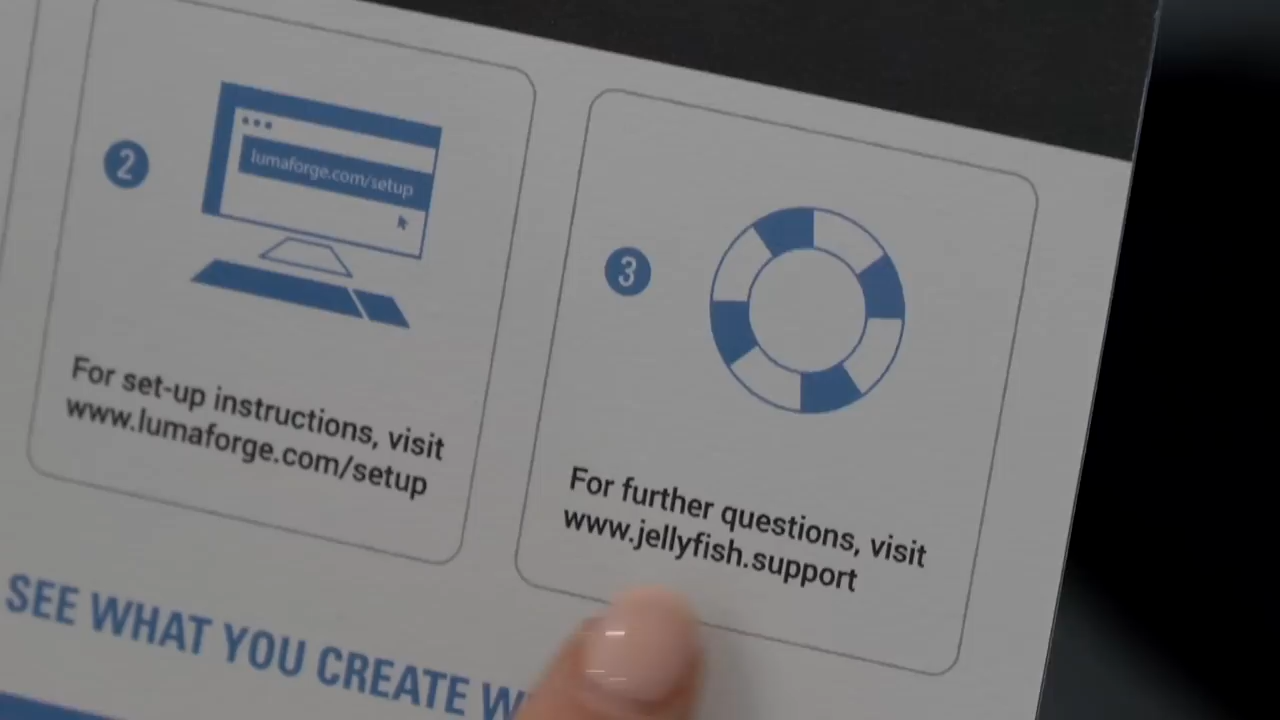 2
lumaforge.com/setup
For set-up instructions, visit
www.lumaforge.com/setup
3
For further questions, visit
www.jellyfish.support
SEE WHAT YOU CREATE